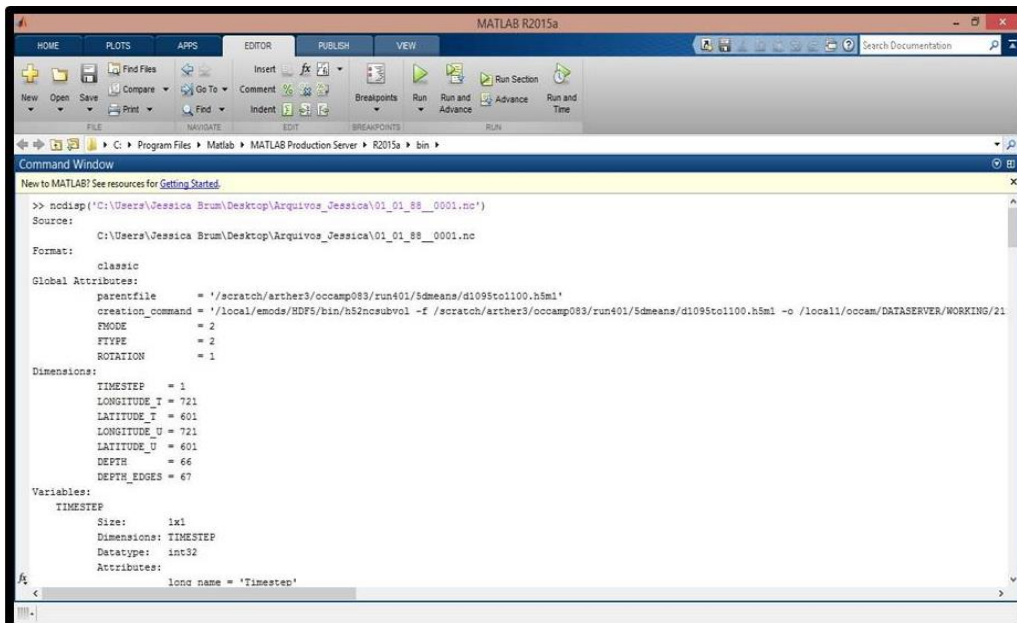 MATLAB R2015a
HOME PLOTS APPS EDITOR PUBLISH VIEW
Search Documentation
New Open Save Find Files Compare Print
Go To Find
Insert fx Comment % Indent
Breakpoints
Run Run and Advance Run Section Advance Run and Time
FILE NAVIGATE EDIT BREAKPOINTS RUN
C: Program Files Matlab MATLAB Production Server R2015a bin
Command Window
New to MATLAB? See resources for Getting Started.
>> ncdisp('C:\Users\Jessica Brum\Desktop\Arquivos_Jessica\01_01_88__0001.nc')
Source:
C:\Users\Jessica Brum\Desktop\Arquivos_Jessica\01_01_88__0001.nc
Format:
classic
Global Attributes:
parentfile = '/scratch/arther3/occamp083/run401/5dmeans/d1095to1100.h5m1'
creation_command = '/local/emods/HDF5/bin/h52ncsubvol -f /scratch/arther3/occamp083/run401/5dmeans/d1095to1100.h5m1 -o /local1/occam/DATASERVER/WORKING/21
FMODE = 2
FTYPE = 2
ROTATION = 1
Dimensions:
TIMESTEP = 1
LONGITUDE_T = 721
LATITUDE_T = 601
LONGITUDE_U = 721
LATITUDE_U = 601
DEPTH = 66
DEPTH_EDGES = 67
Variables:
TIMESTEP
Size: 1x1
Dimensions: TIMESTEP
Datatype: int32
Attributes:
fx long_name = 'Timestep'